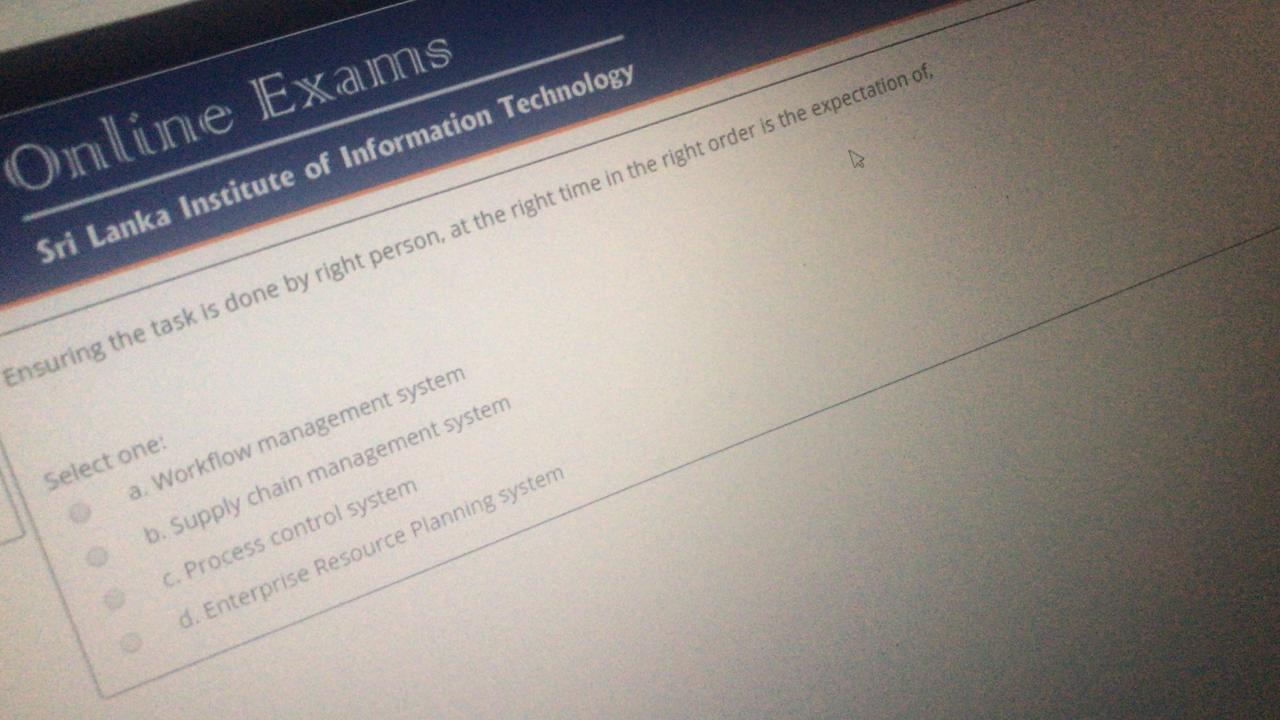 Online Exams
Sri Lanka Institute of Information Technology
Ensuring the task is done by right person, at the right time in the right order is the expectation of,
Select one:
a. Workflow management system
b. Supply chain management system
c. Process control system
d. Enterprise Resource Planning system